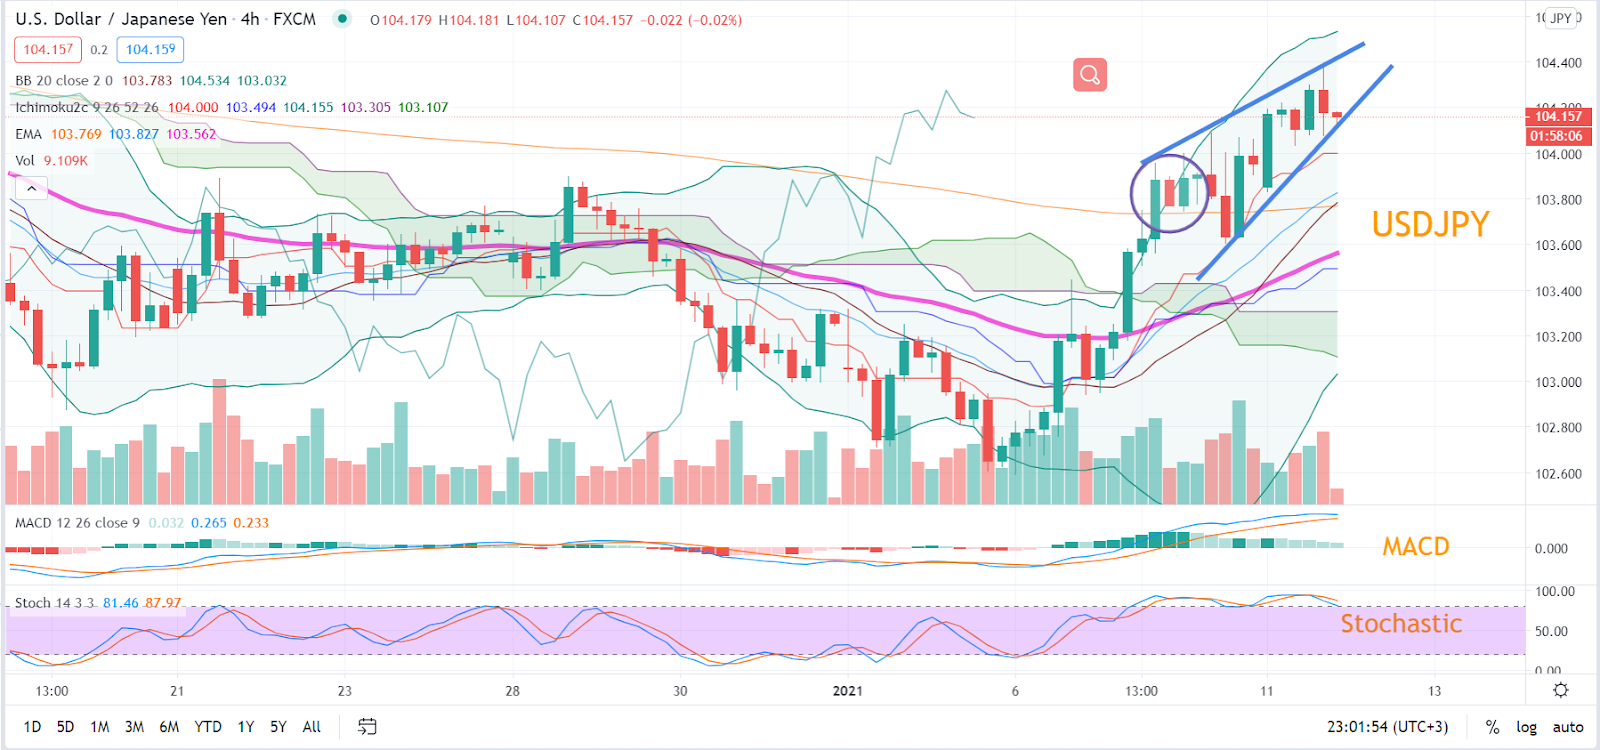 U.S. Dollar / Japanese Yen · 4h · FXCM O104.179 H104.181 L104.107 C104.157 −0.022 (−0.02%)
JPY
104.157 0.2 104.159
BB 20 close 2 0 103.783 104.534 103.032
104.400
Ichimoku2c 9 26 52 26 104.000 103.494 104.155 103.305 103.107
104.200
104.157
EMA 103.769 103.827 103.562
01:58:06
104.000
Vol 9.109K
103.800
USDJPY
103.600
103.400
103.200
103.000
102.800
102.600
MACD 12 26 close 9 0.032 0.265 0.233
MACD
0.000
100.00
Stoch 14 3 3 81.46 87.97
Stochastic
50.00
0.00
13:00 21 23 28 30 2021 6 13:00 11 13
1D 5D 1M 3M 6M YTD 1Y 5Y All 23:01:54 (UTC+3) % log auto